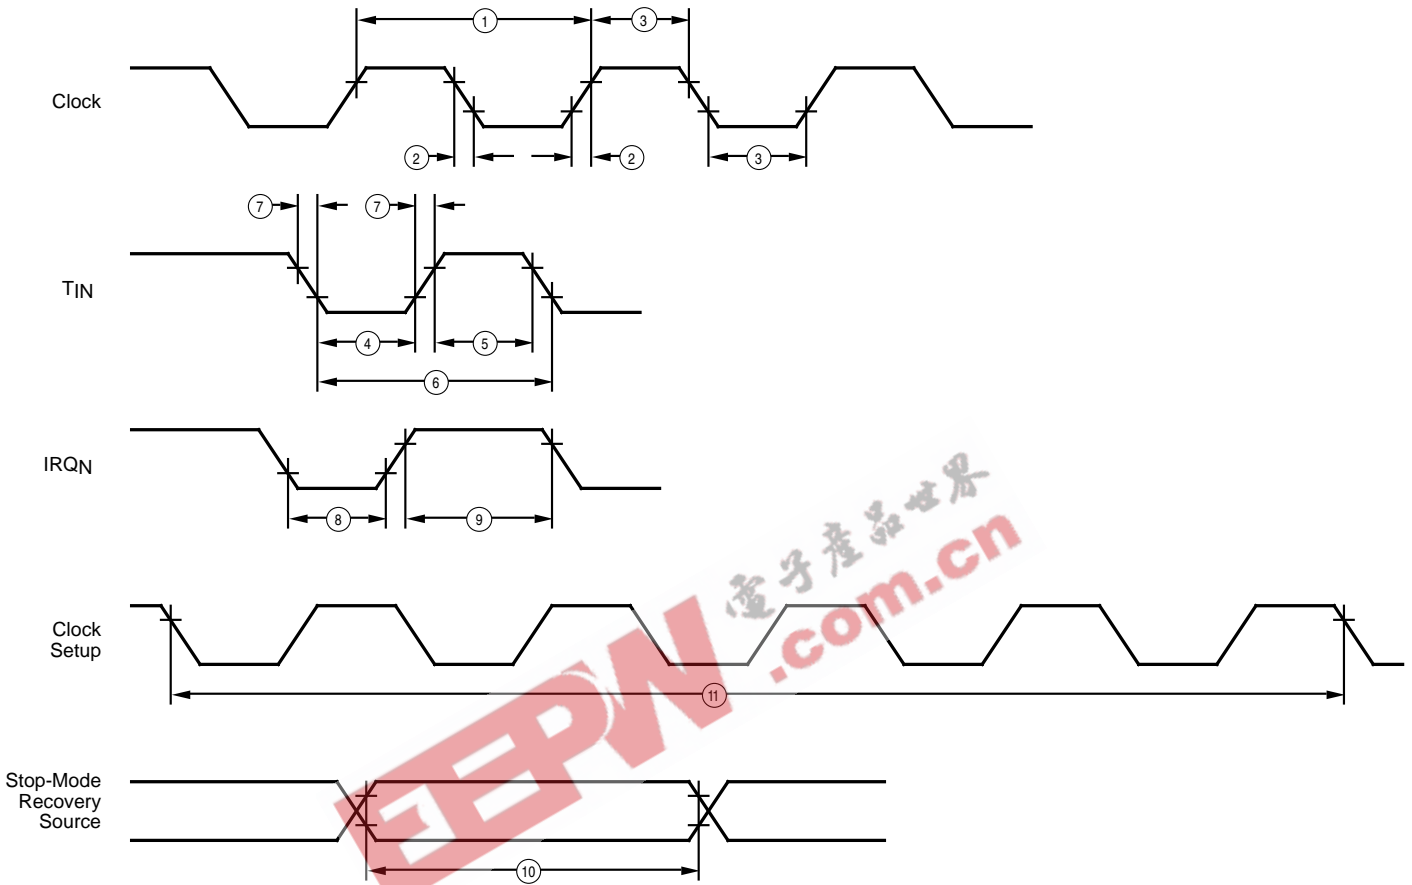 1
3
Clock
2
2
3
7
7
TIN
4
5
6
IRQN
8
9
電子產品世界
.com.cn
Clock
Setup
11
EEPW
Stop-Mode
Recovery
Source
10